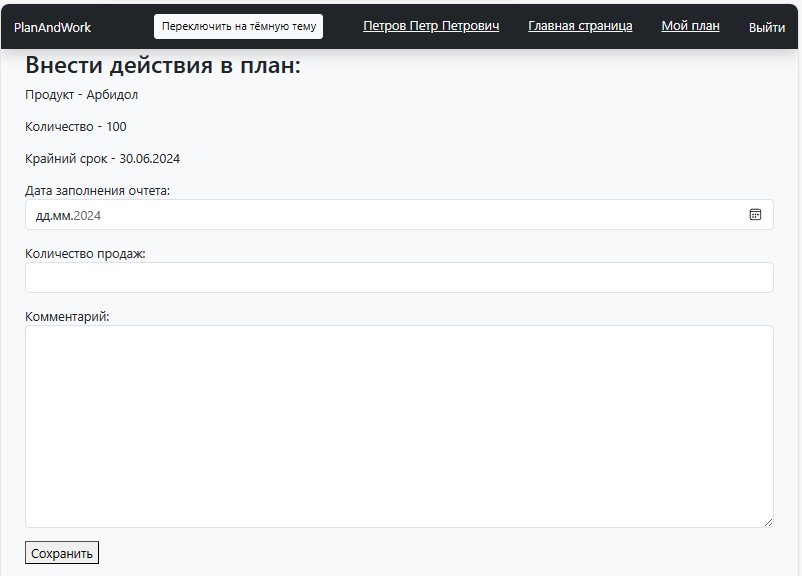 PlanAndWork Переключить на тёмную тему Петров Петр Петрович Главная страница Мой план Выйти
Внести действия в план:
Продукт - Арбидол
Количество - 100
Крайний срок - 30.06.2024
Дата заполнения очтета:
дд.мм.2024
Количество продаж:
Комментарий:
Сохранить